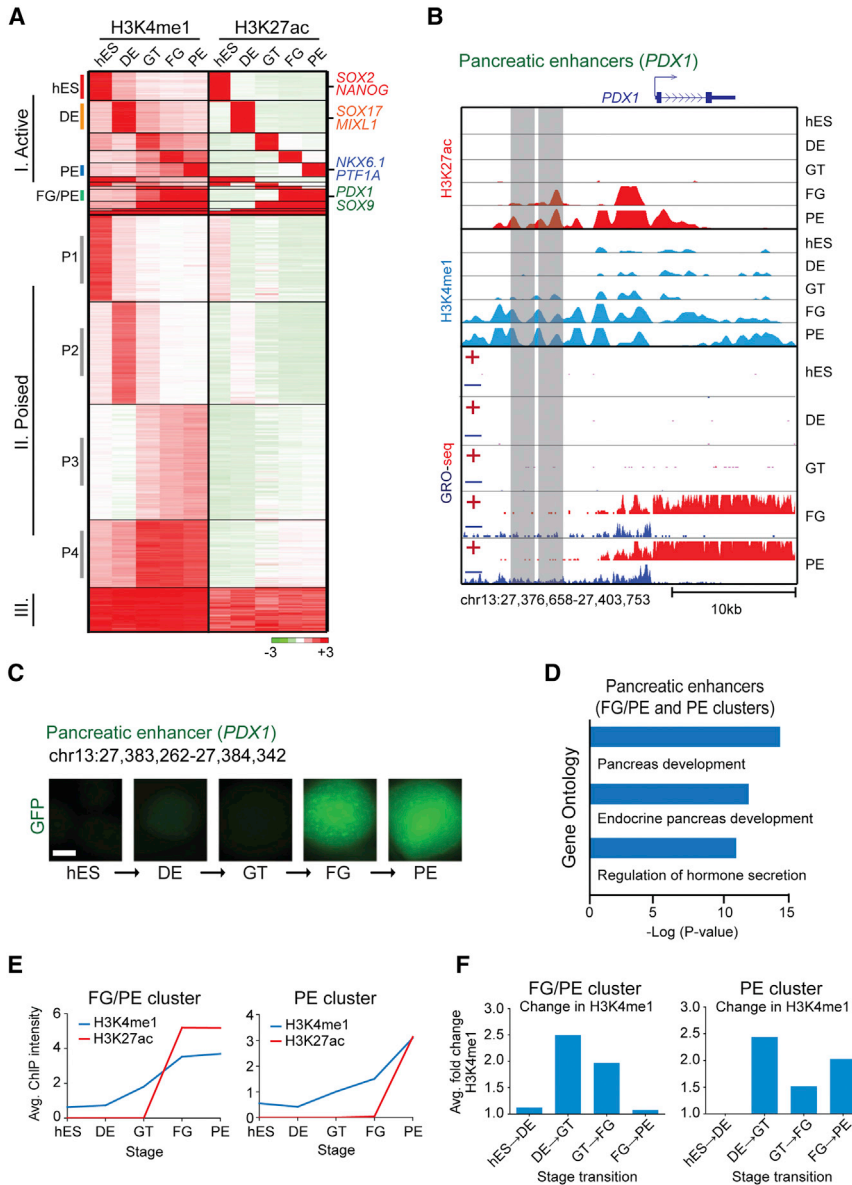 A
H3K4me1 H3K27ac
hES DE GT FG PE hES DE GT FG PE
I. Active
hES
DE
PE
FG/PE
SOX2
NANOG
SOX17
MIXL1
NKX6.1
PTF1A
PDX1
SOX9
II. Poised
P1
P2
P3
P4
III.
-3 +3
B
Pancreatic enhancers (PDX1)
PDX1
H3K27ac
hES
DE
GT
FG
PE
H3K4me1
hES
DE
GT
FG
PE
GRO-seq
+
—
hES
+
—
DE
+
—
GT
+
—
FG
+
—
PE
chr13:27,376,658-27,403,753
10kb
C
Pancreatic enhancer (PDX1)
chr13:27,383,262-27,384,342
GFP
hES → DE → GT → FG → PE
D
Pancreatic enhancers
(FG/PE and PE clusters)
Gene Ontology
Pancreas development
Endocrine pancreas development
Regulation of hormone secretion
0 5 10 15
-Log (P-value)
E
FG/PE cluster
Avg. ChIP intensity
6
4
2
0
H3K4me1
H3K27ac
hES DE GT FG PE
Stage
PE cluster
4
3
2
1
0
H3K4me1
H3K27ac
hES DE GT FG PE
Stage
F
FG/PE cluster
Change in H3K4me1
Avg. fold change
H3K4me1
3.0
2.5
2.0
1.5
1.0
hES→DE
DE→GT
GT→FG
FG→PE
Stage transition
PE cluster
Change in H3K4me1
3.0
2.5
2.0
1.5
1.0
hES→DE
DE→GT
GT→FG
FG→PE
Stage transition